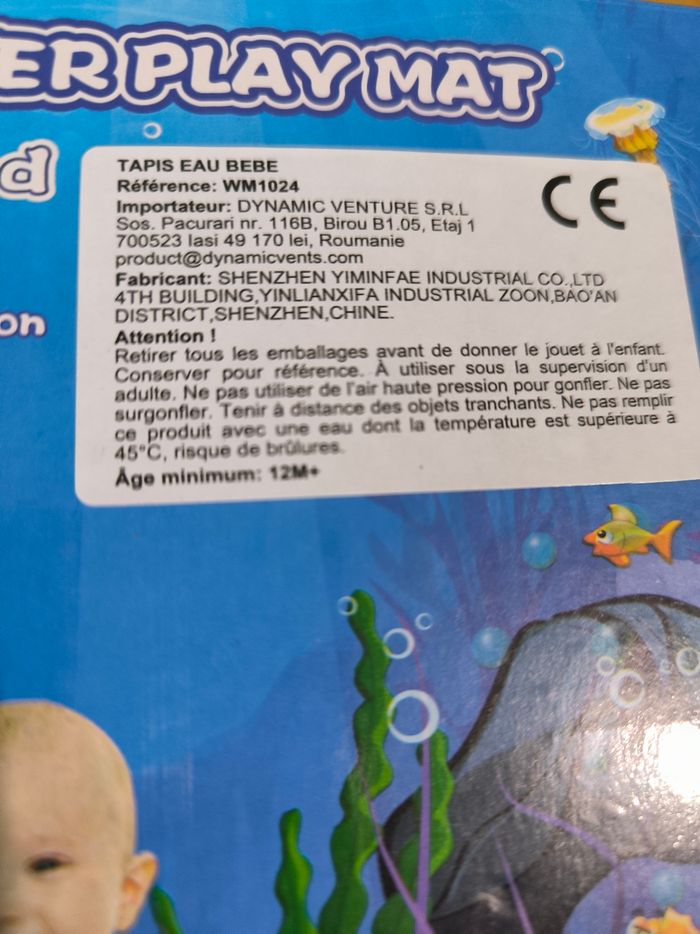 ER PLAY MAT
d
on
TAPIS EAU BEBE
Référence: WM1024
Importateur: DYNAMIC VENTURE S.R.L
Sos. Pacurari nr. 116B, Birou B1.05, Etaj 1
700523 Iasi 49 170 lei, Roumanie
product@dynamicvents.com
Fabricant: SHENZHEN YIMINFAE INDUSTRIAL CO.,LTD
4TH BUILDING,YINLIANXIFA INDUSTRIAL ZOON,BAO'AN
DISTRICT,SHENZHEN,CHINE.
Attention !
Retirer tous les emballages avant de donner le jouet à l'enfant.
Conserver pour référence. À utiliser sous la supervision d'un
adulte. Ne pas utiliser de l'air haute pression pour gonfler. Ne pas
surgonfler. Tenir à distance des objets tranchants. Ne pas remplir
ce produit avec une eau dont la température est supérieure à
45°C, risque de brûlures.
Âge minimum: 12M+
CE